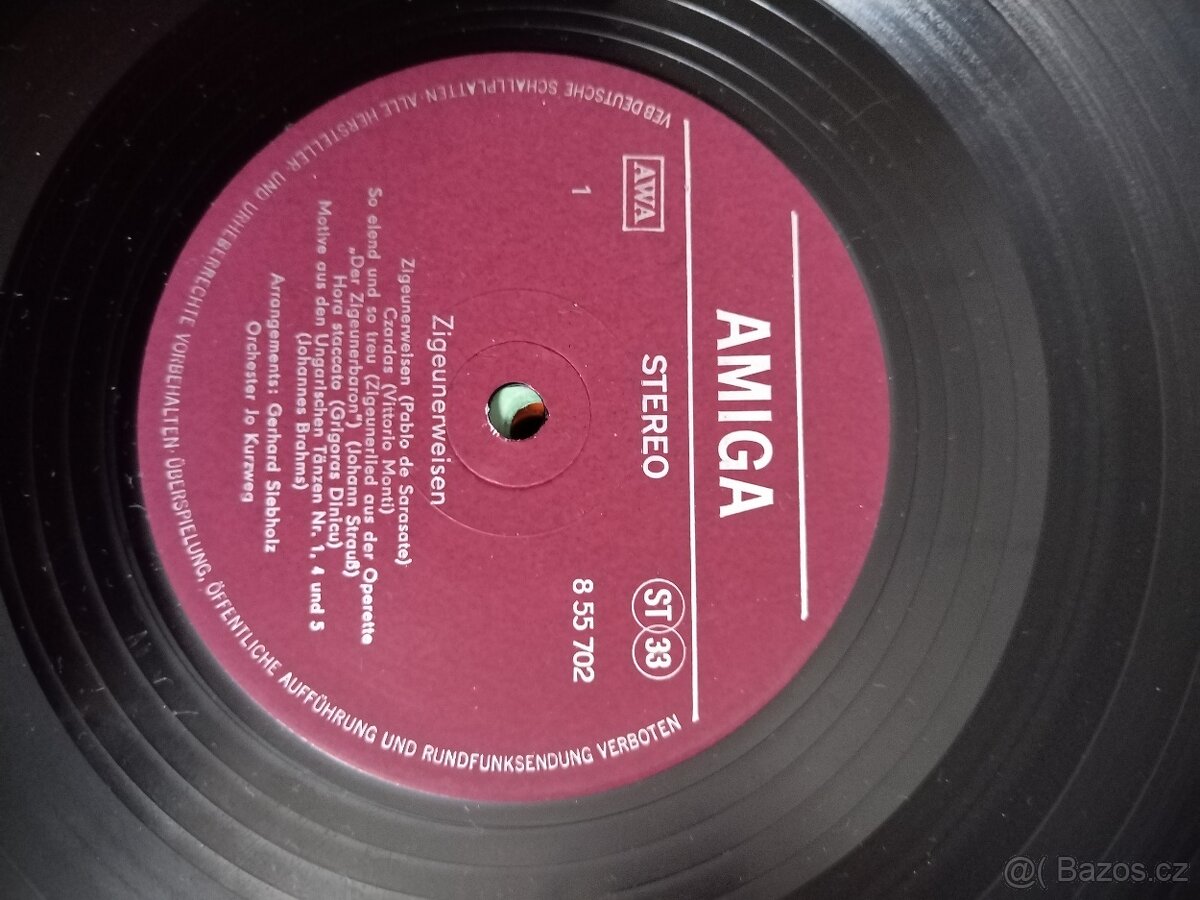 AMIGA
STEREO
ST 33
AWA
1
8 55 702
Zigeunerweisen
Zigeunerweisen (Pablo de Sarasate)
Czardas (Vittorio Monti)
So elend und so treu (Zigeunerlied aus der Operette
„Der Zigeunerbaron”) (Johann Strauß)
Hora staccato (Grigoras Dinicu)
Motive aus den Ungarischen Tänzen Nr. 1, 4 und 5
(Johannes Brahms)
Arrangements: Gerhard Siebholz
Orchester Jo Kurzweg
VEB DEUTSCHE SCHALLPLATTEN · ALLE HERSTELLER- UND URHEBERRECHTE VORBEHALTEN · ÜBERSPIELUNG, ÖFFENTLICHE AUFFÜHRUNG UND RUNDFUNKSENDUNG VERBOTEN
@( Bazos.cz